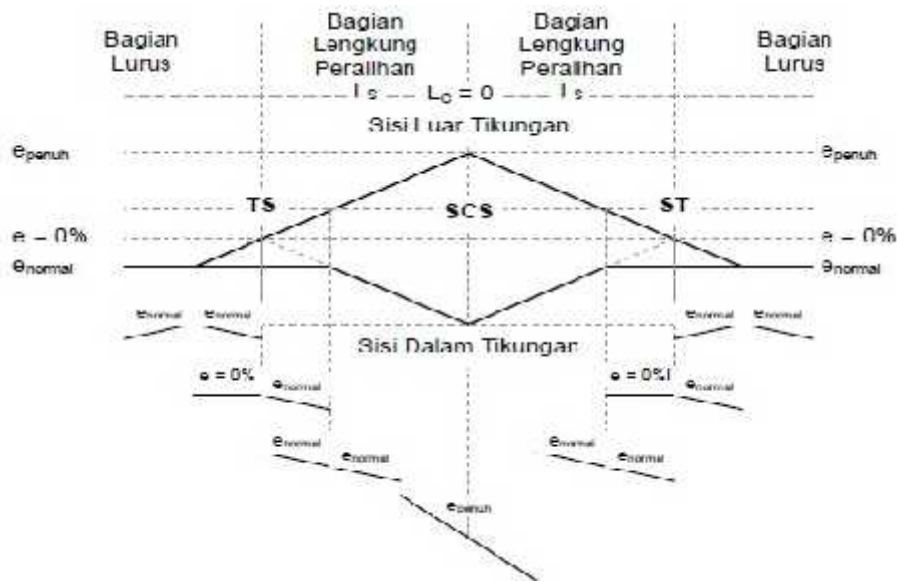 Bagian
Lurus
Bagian
Lengkung
Peralihan
Ls
Bagian
Lengkung
Peralihan
Ls
Bagian
Lurus
Lc = 0
Sisi Luar Tikungan
epenuh
epenuh
TS
SCS
ST
e = 0%
e = 0%
enormal
enormal
enormal enormal
enormal enormal
Sisi Dalam Tikungan
e = 0%
enormal
e = 0%
enormal
enormal
enormal
enormal
enormal
epenuh